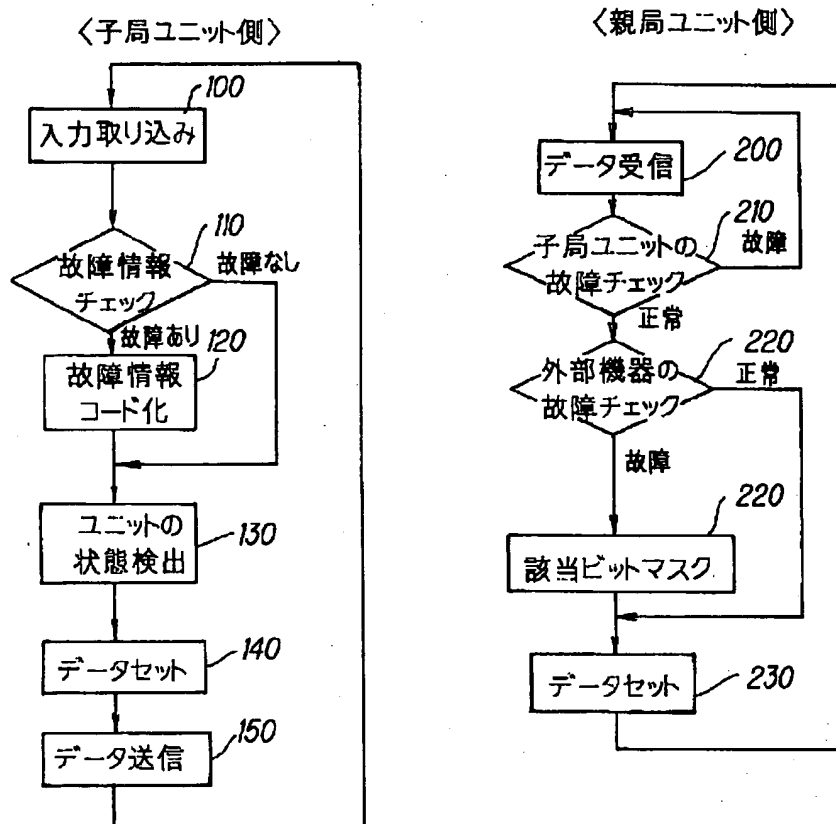 〈子局ユニット側〉
100
入力取り込み
110
故障情報
チェック
故障なし
故障あり
120
故障情報
コード化
ユニットの
状態検出
130
データセット
140
データ送信
150
〈親局ユニット側〉
データ受信
200
210
子局ユニットの
故障チェック
故障
正常
220
外部機器の
故障チェック
正常
故障
220
該当ビットマスク
データセット
230